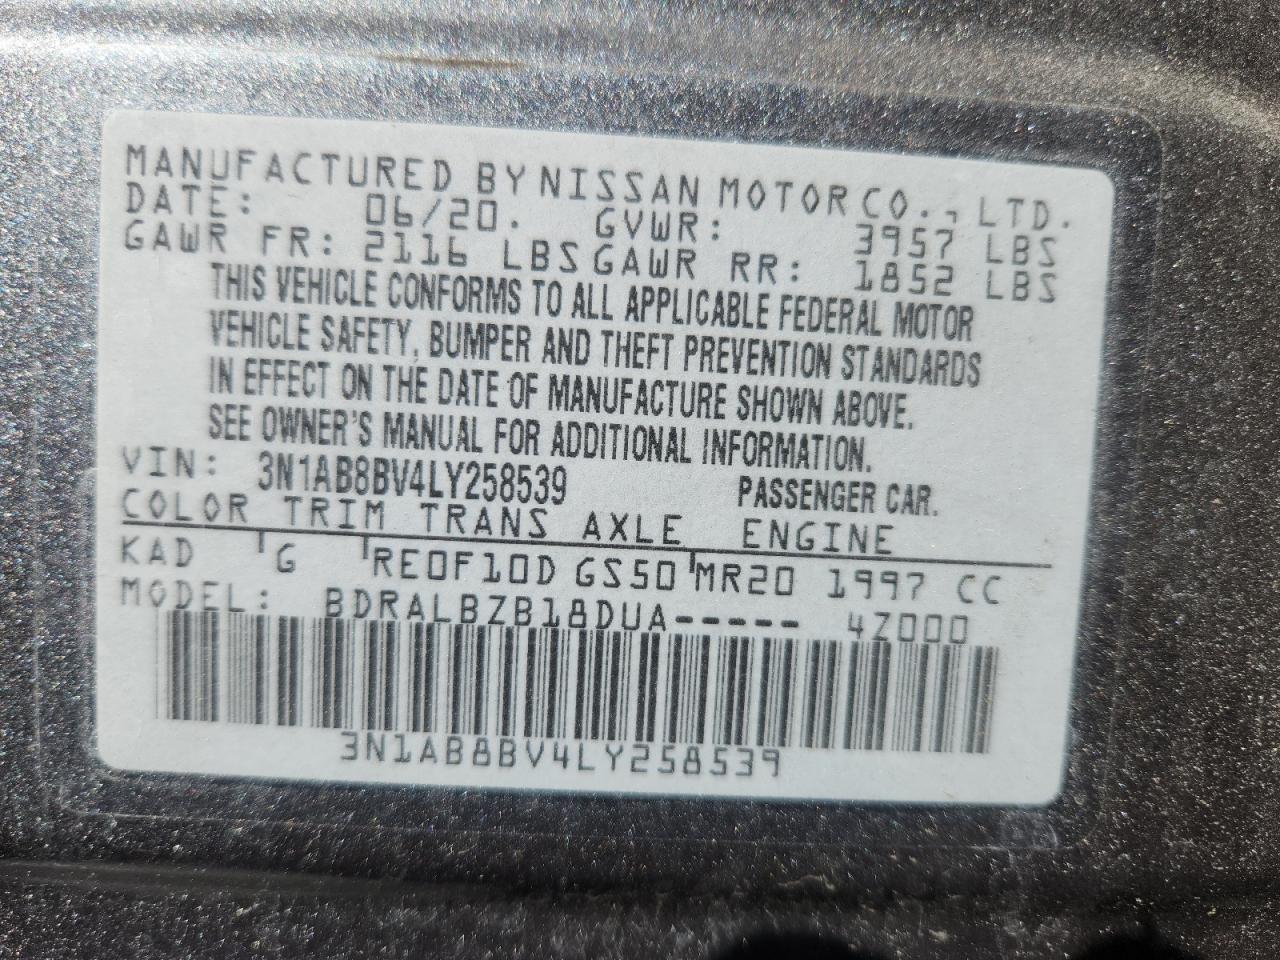 MANUFACTURED BY NISSAN MOTOR CO., LTD.
DATE: 06/20. GVWR: 3957 LBS
GAWR FR: 2116 LBS GAWR RR: 1852 LBS
THIS VEHICLE CONFORMS TO ALL APPLICABLE FEDERAL MOTOR
VEHICLE SAFETY, BUMPER AND THEFT PREVENTION STANDARDS
IN EFFECT ON THE DATE OF MANUFACTURE SHOWN ABOVE.
SEE OWNER'S MANUAL FOR ADDITIONAL INFORMATION.
VIN: 3N1AB8BV4LY258539 PASSENGER CAR.
COLOR TRIM TRANS AXLE ENGINE
KAD G RE0F10D GS50 MR20 1997 CC
MODEL: BDRALBZB18DUA----- 4Z000
3N1AB8BV4LY258539